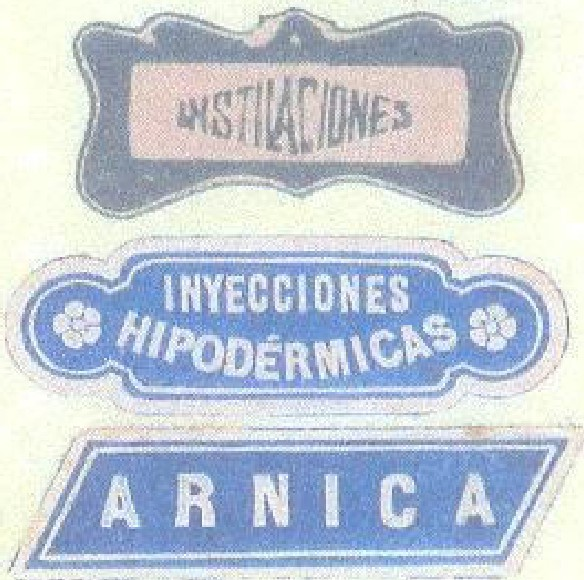 INSTILACIONES
INYECCIONES
HIPODÉRMICAS
ARNICA